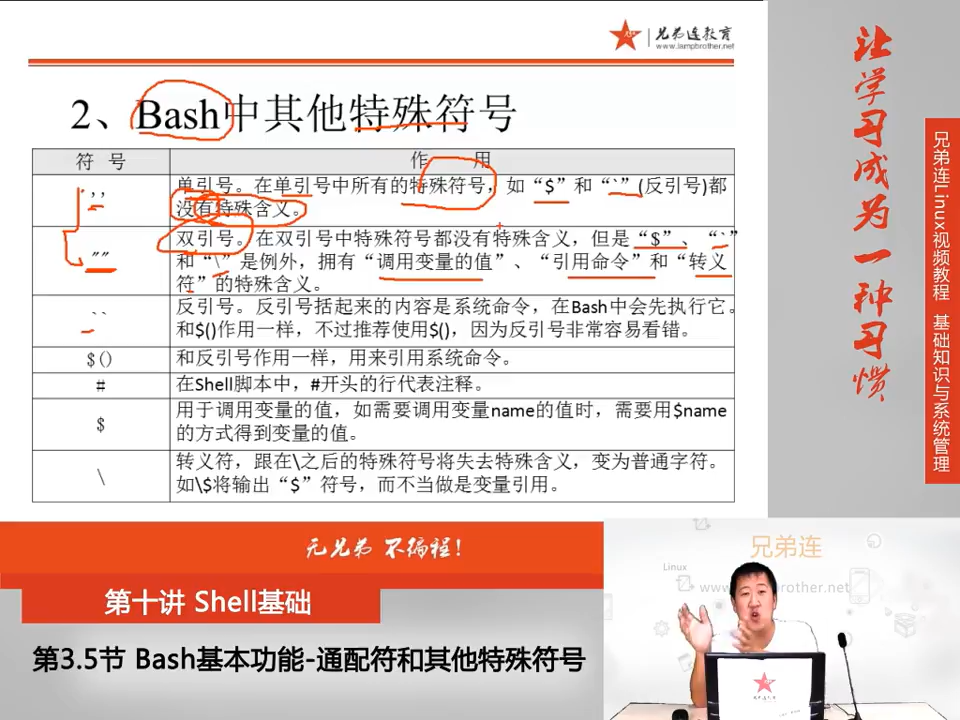 兄弟连教育
www.lampbrother.net
2、Bash中其他特殊符号
符 号
作 用
' '
单引号。在单引号中所有的特殊符号，如“$”和“`”(反引号)都
没有特殊含义。
""
双引号。在双引号中特殊符号都没有特殊含义，但是“$”、“`”
和“\”是例外，拥有“调用变量的值”、“引用命令”和“转义
符”的特殊含义。
``
反引号。反引号括起来的内容是系统命令，在Bash中会先执行它。
和$()作用一样，不过推荐使用$()，因为反引号非常容易看错。
$()
和反引号作用一样，用来引用系统命令。
#
在Shell脚本中，#开头的行代表注释。
$
用于调用变量的值，如需要调用变量name的值时，需要用$name
的方式得到变量的值。
\
转义符，跟在\之后的特殊符号将失去特殊含义，变为普通字符。
如\$将输出“$”符号，而不当做是变量引用。
让学习成为一种习惯
兄弟连Linux视频教程 基础知识与系统管理
无兄弟 不编程!
第十讲 Shell基础
第3.5节 Bash基本功能-通配符和其他特殊符号
兄弟连
Linux